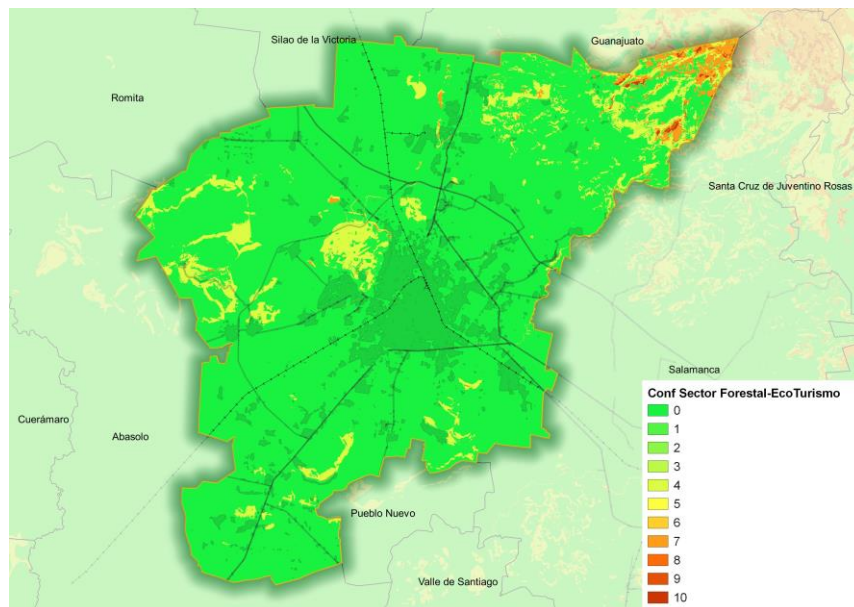 Silao de la Victoria
Guanajuato
Romita
Santa Cruz de Juventino Rosas
Salamanca
Conf Sector Forestal-EcoTurismo
0
1
2
3
4
5
6
7
8
9
10
Cuerámaro
Abasolo
Pueblo Nuevo
Valle de Santiago